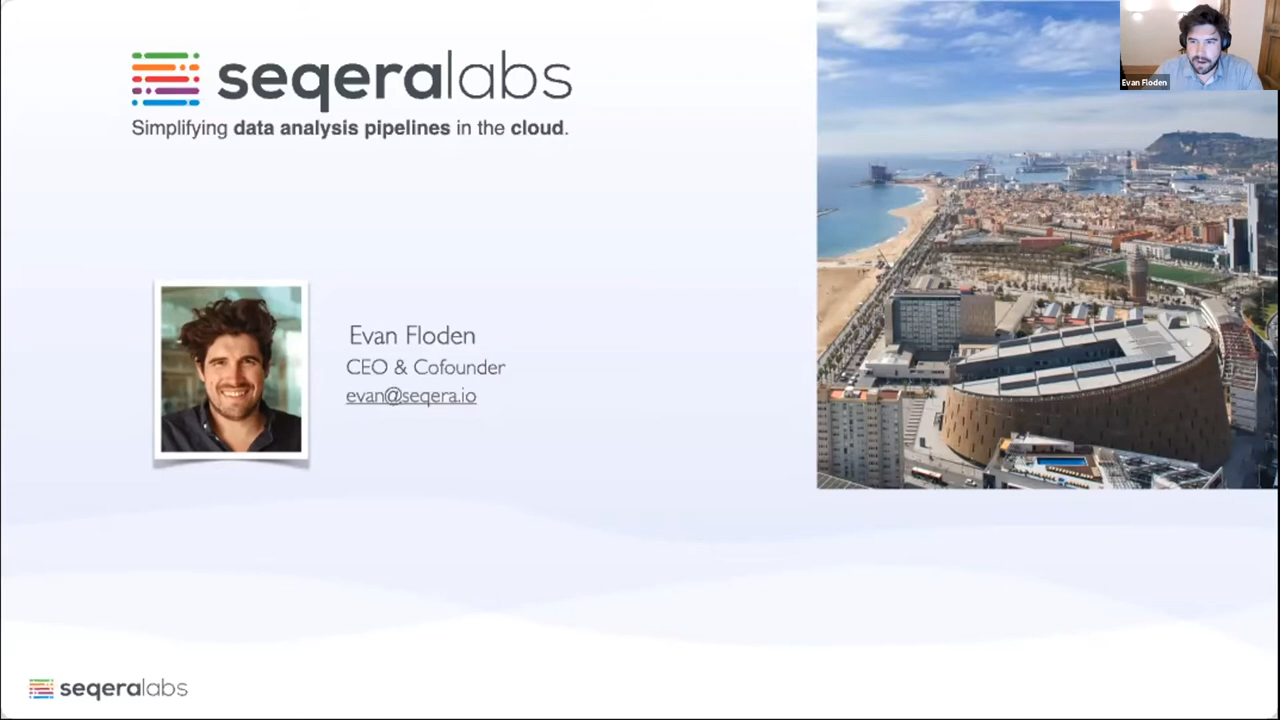 seqeralabs
Simplifying data analysis pipelines in the cloud.
Evan Floden
Evan Floden
CEO & Cofounder
evan@seqera.io
seqeralabs